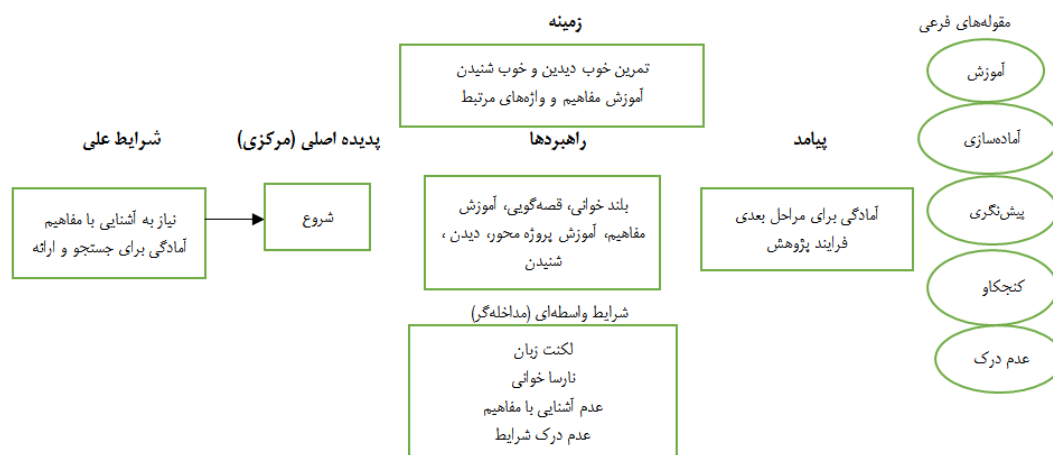 زمینه
تمرین خوب دیدین و خوب شنیدن
آموزش مفاهیم و واژه‌های مرتبط
شرایط علی
نیاز به آشنایی با مفاهیم
آمادگی برای جستجو و ارائه
پدیده اصلی (مرکزی)
شروع
راهبردها
بلند خوانی، قصه‌گویی، آموزش
مفاهیم، آموزش پروژه محور، دیدن ،
شنیدن
شرایط واسطه‌ای (مداخله‌گر)
لکنت زبان
نارسا خوانی
عدم آشنایی با مفاهیم
عدم درک شرایط
پیامد
آمادگی برای مراحل بعدی
فرایند پژوهش
مقوله‌های فرعی
آموزش
آماده‌سازی
پیش‌نگری
کنجکاو
عدم درک